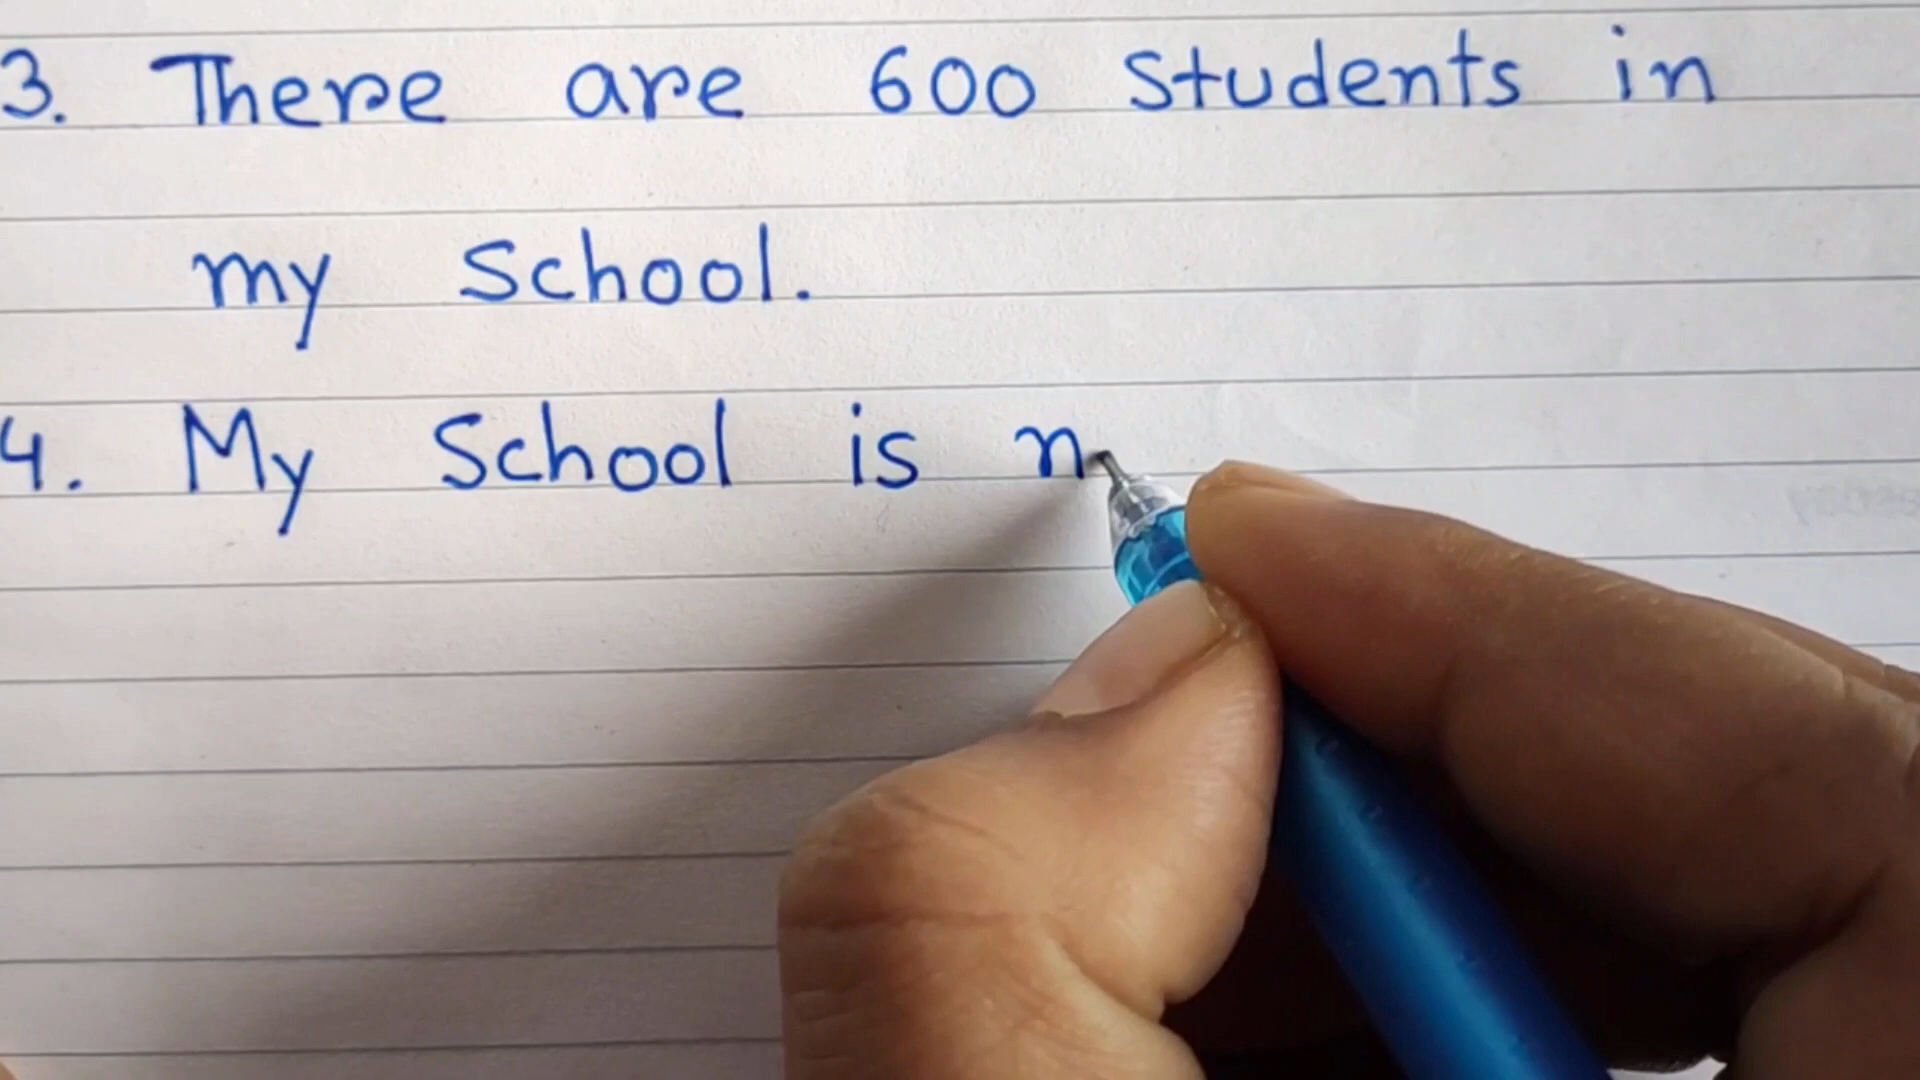 3. There are 600 Students in
my School.
4. My School is n